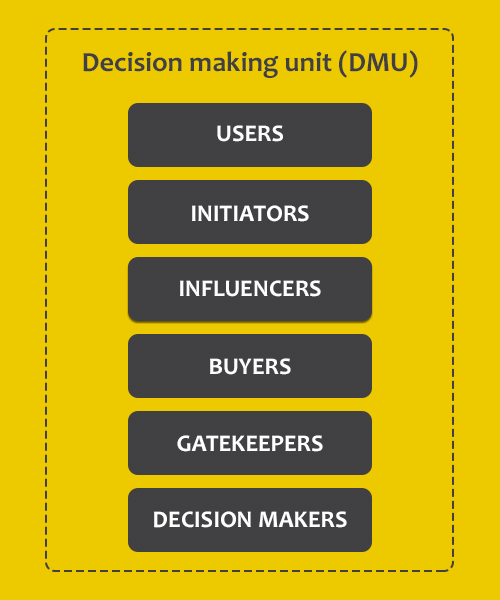 Decision making unit (DMU)
USERS
INITIATORS
INFLUENCERS
BUYERS
GATEKEEPERS
DECISION MAKERS